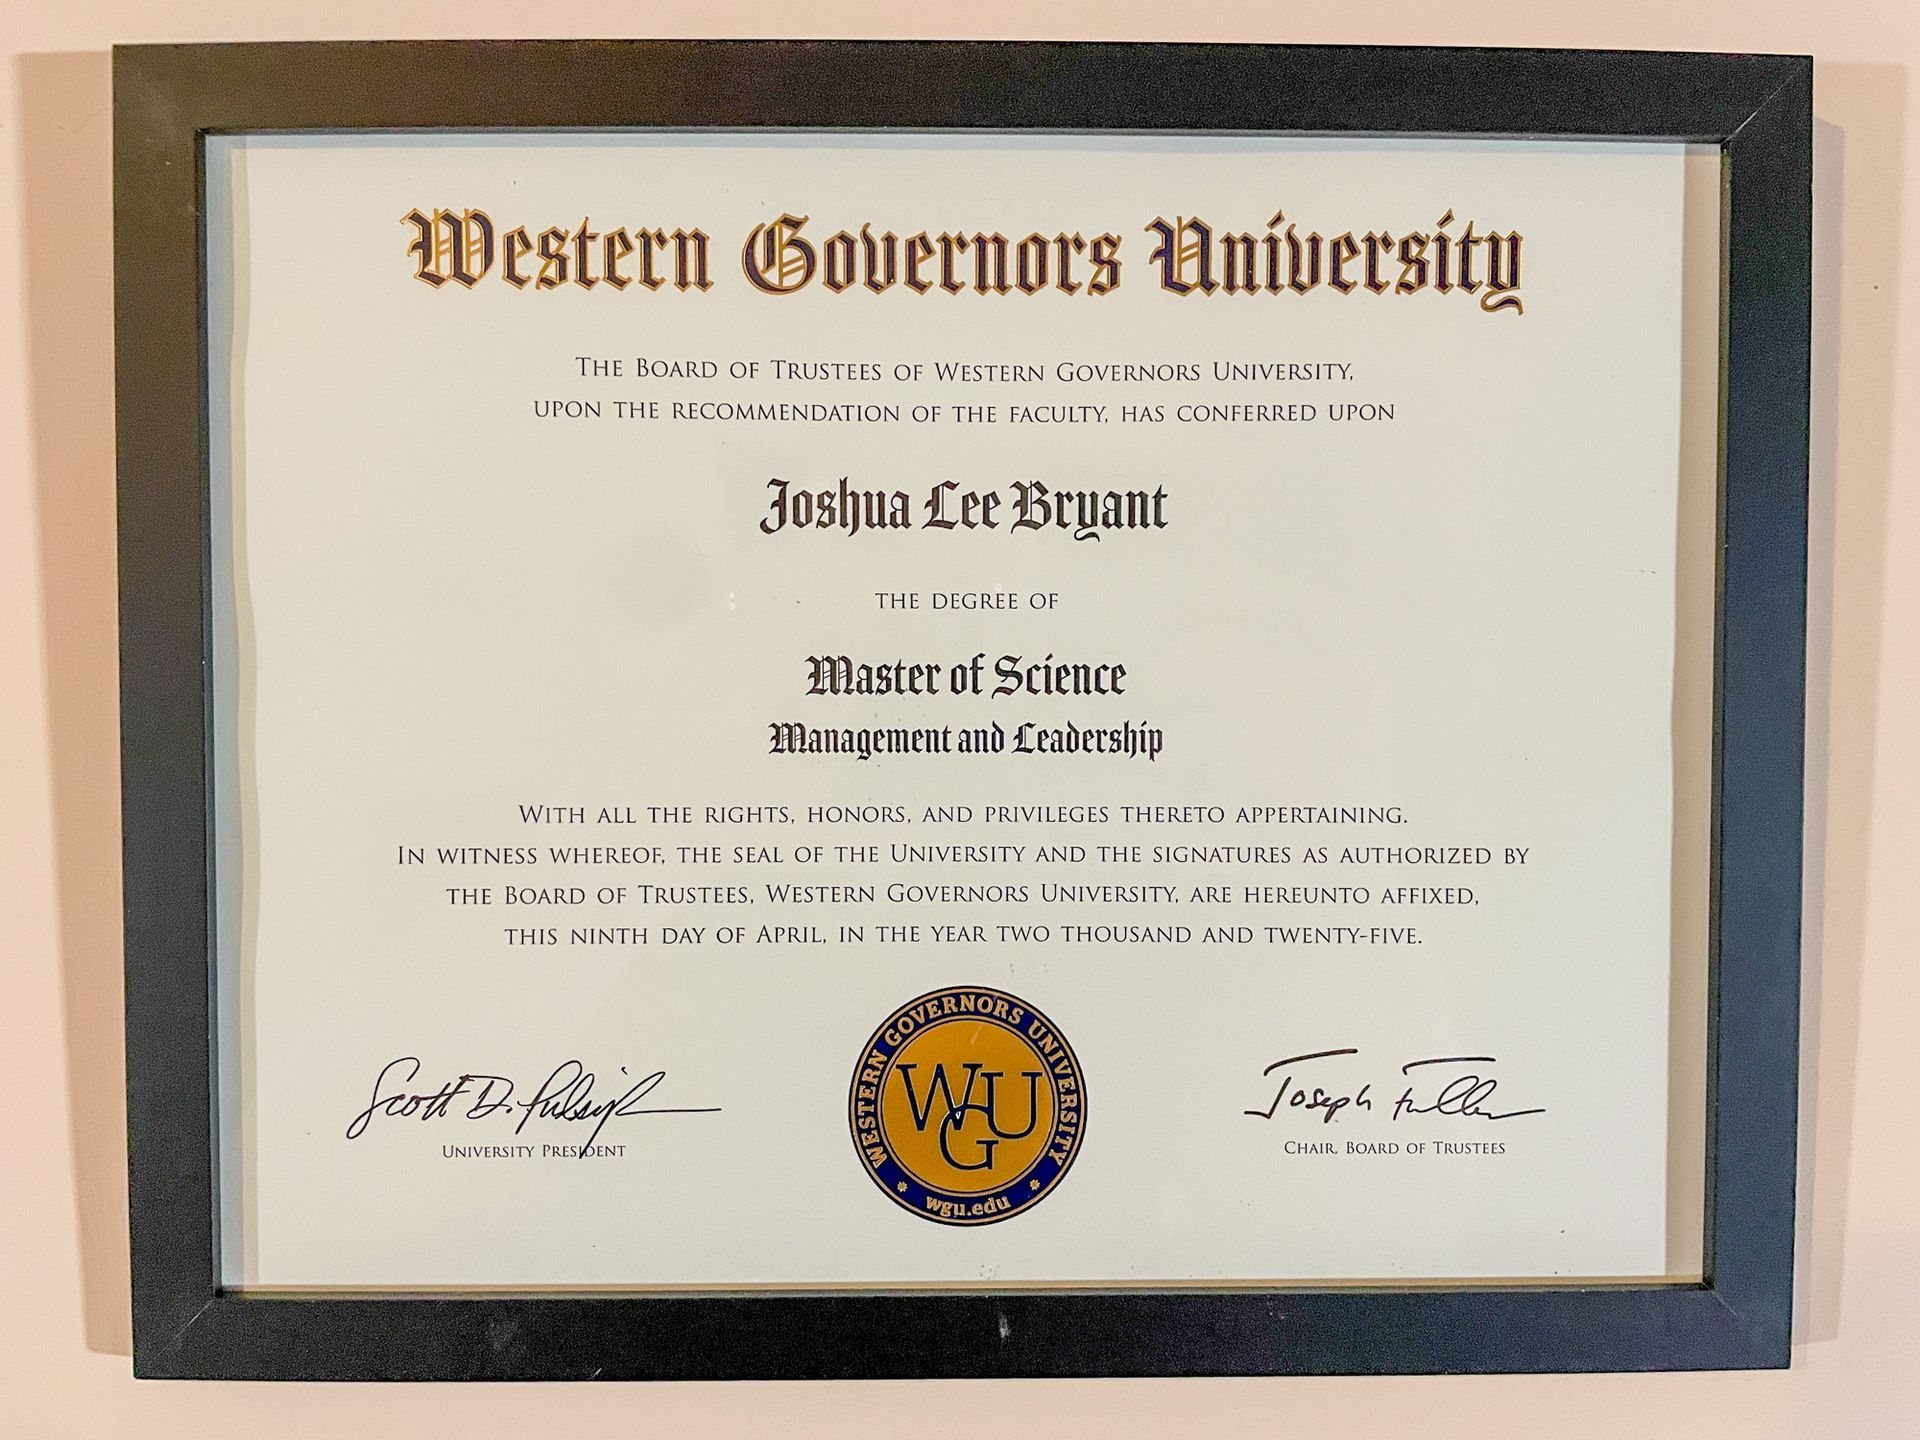 Western Governors University
The Board of Trustees of Western Governors University,
upon the recommendation of the faculty, has conferred upon
Joshua Lee Bryant
the degree of
Master of Science
Management and Leadership
With all the rights, honors, and privileges thereto appertaining.
In witness whereof, the seal of the University and the signatures as authorized by
the Board of Trustees, Western Governors University, are hereunto affixed,
this ninth day of April, in the year two thousand and twenty-five.
Scott D. Pulsipher
University President
WESTERN GOVERNORS UNIVERSITY
WGU
wgu.edu
Joseph Fuller
Chair, Board of Trustees